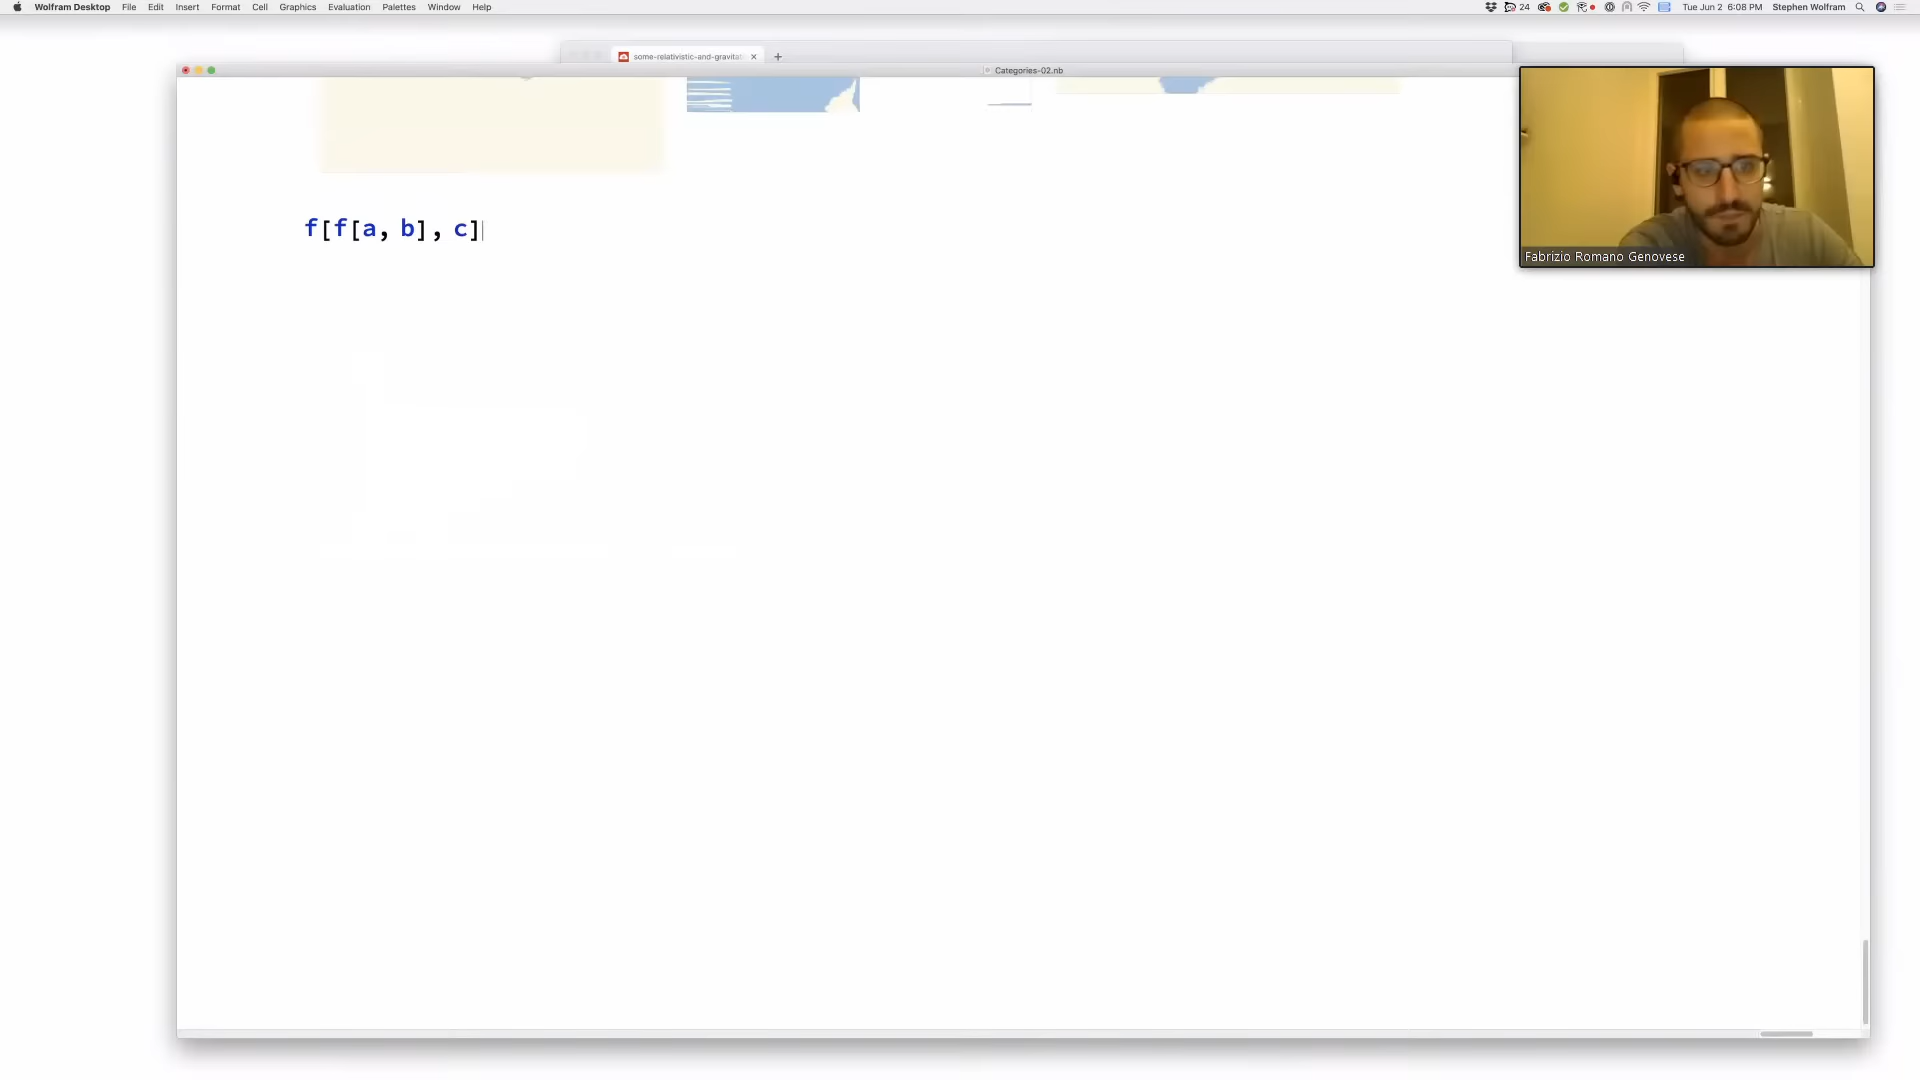 Wolfram Desktop File Edit Insert Format Cell Graphics Evaluation Palettes Window Help
24
Tue Jun 2 6:08 PM Stephen Wolfram
some-relativistic-and-gravitat
Categories-02.nb
f[f[a, b], c]
Fabrizio Romano Genovese